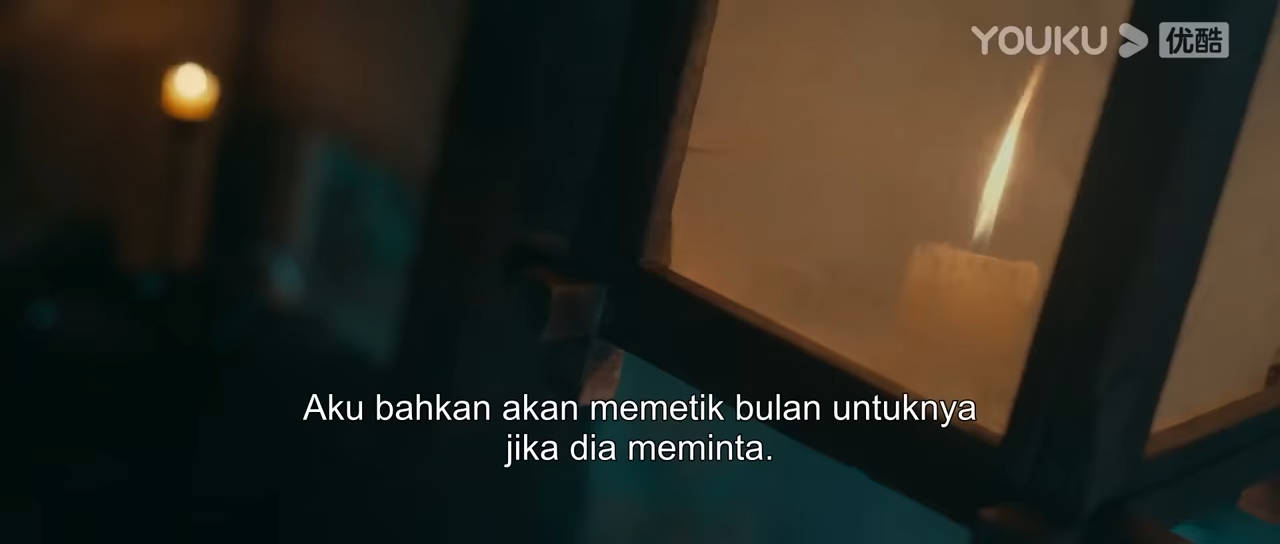 YOUKU 优酷
Aku bahkan akan memetik bulan untuknya
jika dia meminta.